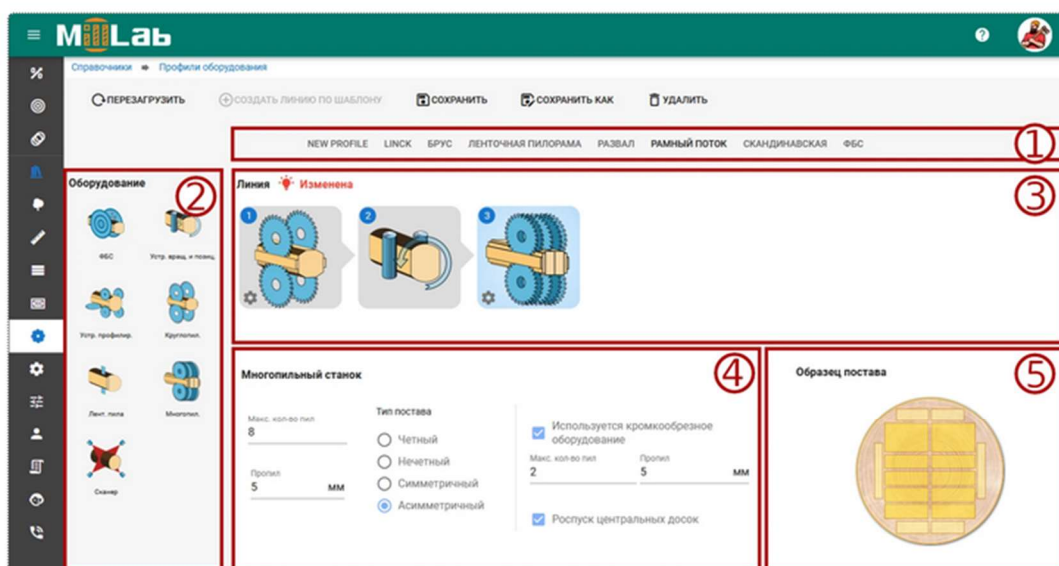 MillLab
Справочники ➡ Профили оборудования
ПЕРЕЗАГРУЗИТЬ СОЗДАТЬ ЛИНИЮ ПО ШАБЛОНУ СОХРАНИТЬ СОХРАНИТЬ КАК УДАЛИТЬ
NEW PROFILE LINCK БРУС ЛЕНТОЧНАЯ ПИЛОРАМА РАЗВАЛ РАМНЫЙ ПОТОК СКАНДИНАВСКАЯ ФБС
1
Оборудование
2
ФБС Устр. вращ. и позиц.
Устр. профилир. Круглопил.
Лент. пила Многопил.
Сканер
Линия Изменена
3
1 2 3
Многопильный станок
4
Макс. кол-во пил
8
Пропил
5 мм
Тип постава
Четный
Нечетный
Симметричный
Асимметричный
Используется кромкообрезное
оборудование
Макс. кол-во пил Пропил
2 5 мм
Роспуск центральных досок
Образец постава
5